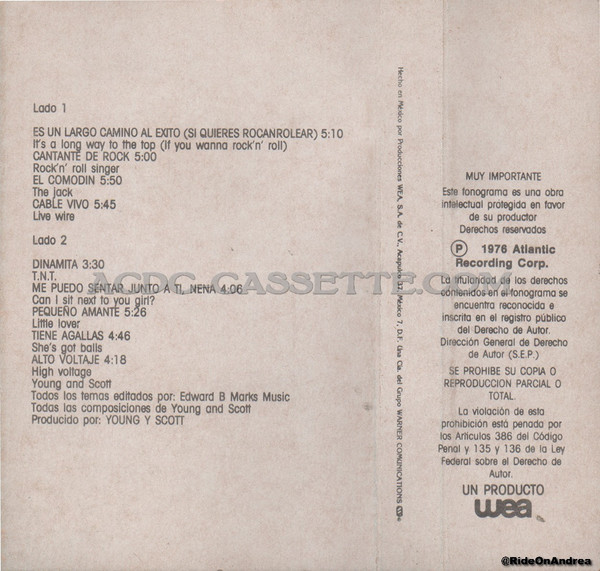 Lado 1
ES UN LARGO CAMINO AL EXITO (SI QUIERES ROCANROLEAR) 5:10
It's a long way to the top (if you wanna rock'n' roll)
CANTANTE DE ROCK 5:00
Rock'n' roll singer
EL COMODIN 5:50
The jack
CABLE VIVO 5:45
Live wire
Lado 2
DINAMITA 3:30
T.N.T.
ME PUEDO SENTAR JUNTO A TI, NENA 4:06
Can I sit next to you girl?
PEQUEÑO AMANTE 5:26
Little lover
TIENE AGALLAS 4:46
She's got balls
ALTO VOLTAJE 4:18
High voltage
Young and Scott
Todos los temas editados por: Edward B Marks Music
Todas las composiciones de Young and Scott
Producido por: YOUNG Y SCOTT
ACDC-CASSETTE.COM
Hecho en México por Producciones WEA, S.A. de C.V., Acapulco 37, México 7, D.F. Una Cía. del Grupo WARNER COMUNICATIONS
MUY IMPORTANTE
Este fonograma es una obra
intelectual protegida en favor
de su productor
Derechos reservados
Ⓟ 1976 Atlantic
Recording Corp.
La titularidad de los derechos
contenidos en el fonograma se
encuentra reconocida e
inscrita en el registro público
del Derecho de Autor.
Dirección General de Derecho
de Autor (S.E.P.)
SE PROHIBE SU COPIA O
REPRODUCCION PARCIAL O
TOTAL.
La violación de esta
prohibición está penada por
los Artículos 386 del Código
Penal y 135 y 136 de la Ley
Federal sobre el Derecho de
Autor.
UN PRODUCTO
wea
@RideOnAndrea